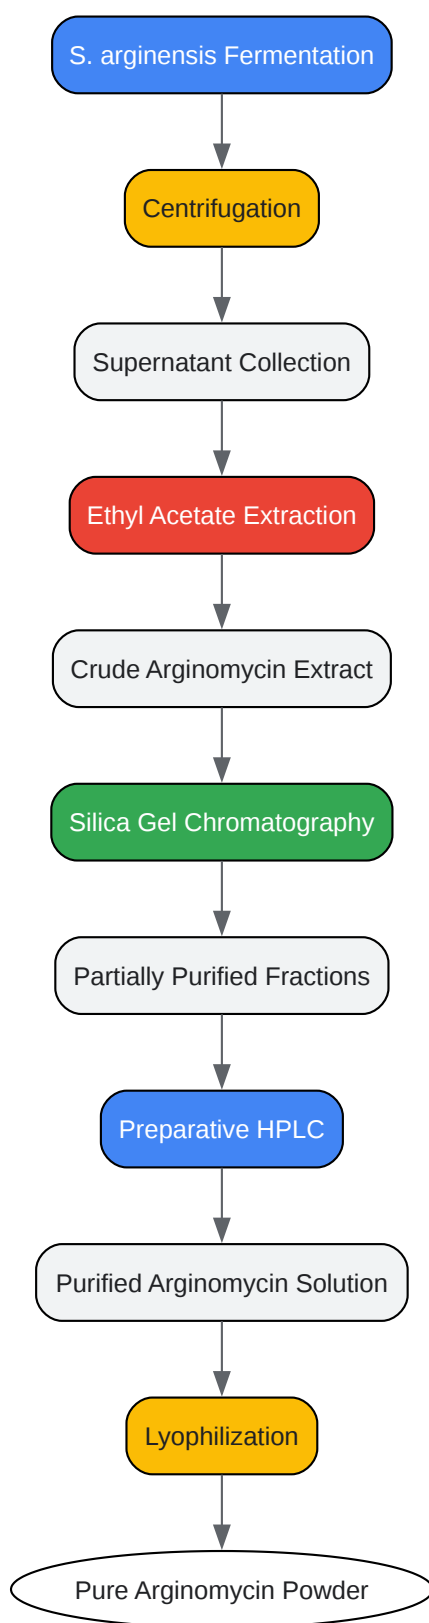 S. arginensis Fermentation
Centrifugation
Supernatant Collection
Ethyl Acetate Extraction
Crude Arginomycin Extract
Silica Gel Chromatography
Partially Purified Fractions
Preparative HPLC
Purified Arginomycin Solution
Lyophilization
Pure Arginomycin Powder